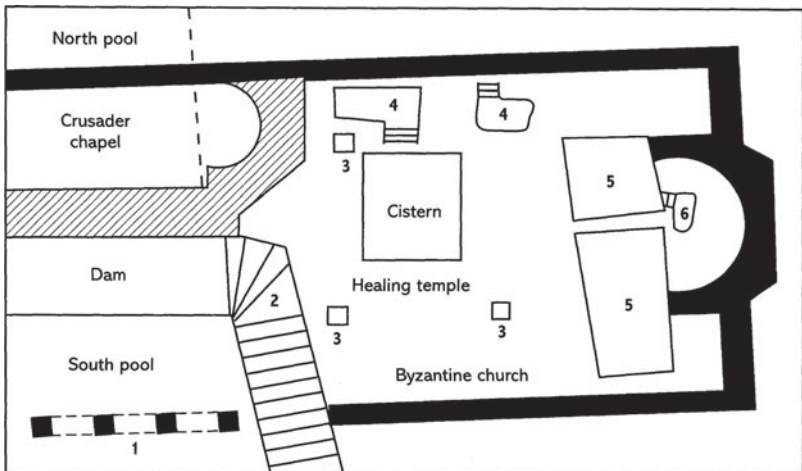 North pool
Crusader
chapel
4
4
3
5
6
Cistern
Dam
2
Healing temple
3
3
5
South pool
Byzantine church
1